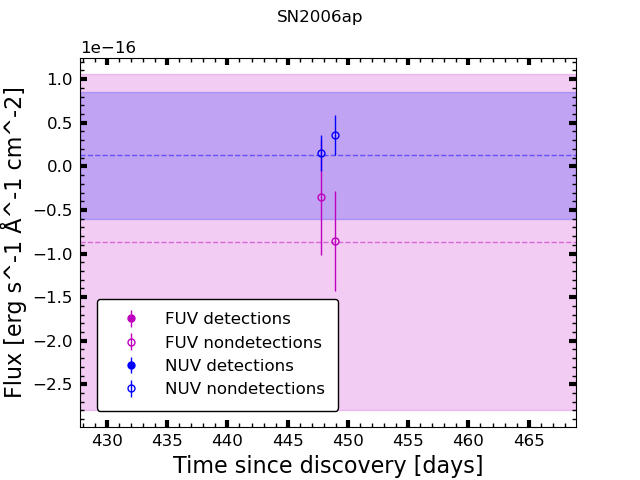 SN2006ap
1e−16
1.0
0.5
0.0
−0.5
−1.0
−1.5
−2.0
−2.5
Flux [erg s^-1 Å^-1 cm^-2]
FUV detections
FUV nondetections
NUV detections
NUV nondetections
430 435 440 445 450 455 460 465
Time since discovery [days]